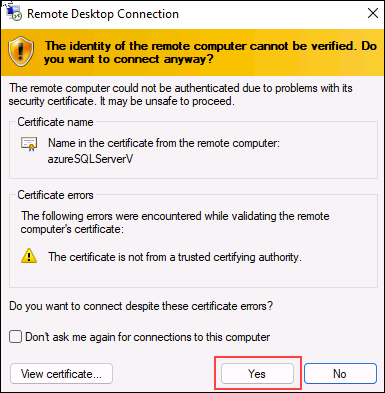 Remote Desktop Connection
The identity of the remote computer cannot be verified. Do
you want to connect anyway?
The remote computer could not be authenticated due to problems with its
security certificate. It may be unsafe to proceed.
Certificate name
Name in the certificate from the remote computer:
azureSQLServerV
Certificate errors
The following errors were encountered while validating the remote
computer's certificate:
The certificate is not from a trusted certifying authority.
Do you want to connect despite these certificate errors?
Don't ask me again for connections to this computer
View certificate...
Yes
No